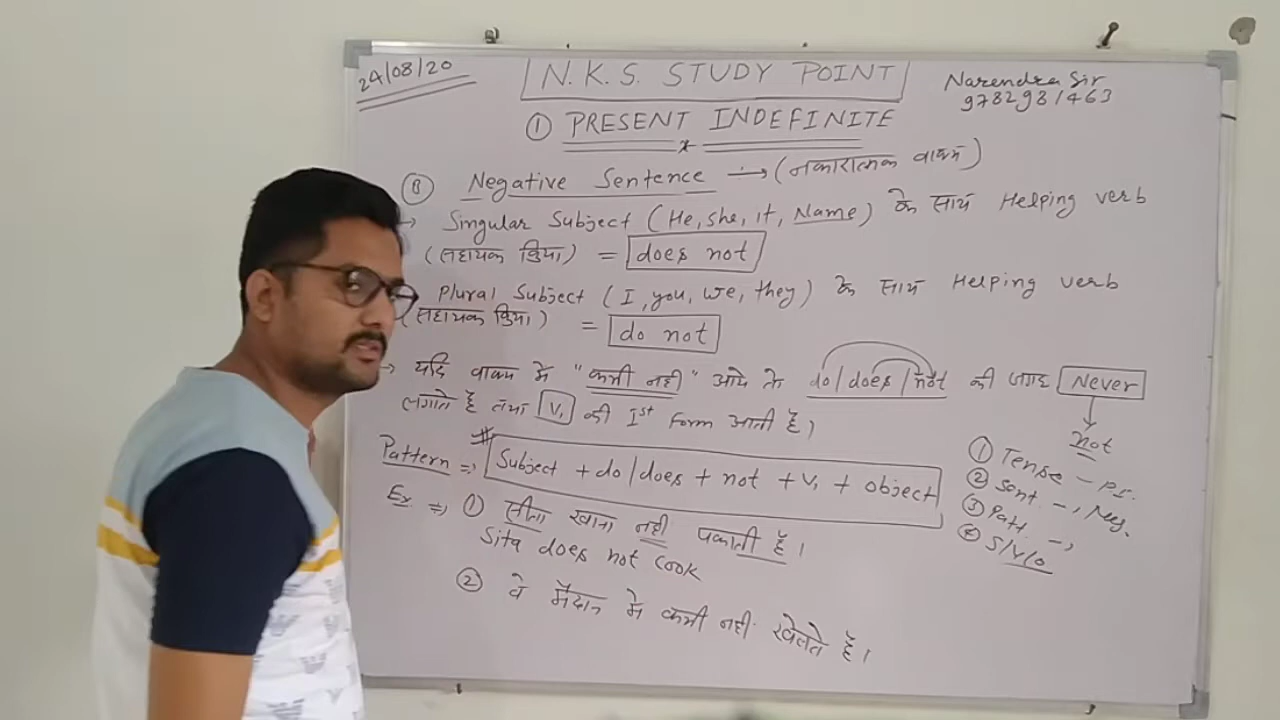 24/08/20
N.K.S. STUDY POINT
Narendra Sir
9782981463
① PRESENT INDEFINITE
Ⓑ Negative Sentence → (नकारात्मक वाक्य)
→ Singular Subject (He, she, it, Name) के साथ Helping verb
(सहायक क्रिया) = does not
→ Plural Subject (I, you, we, they) के साथ Helping verb
(सहायक क्रिया) = do not
→ यदि वाक्य में "कभी नही" आये तो do/does/not की जगह Never
लगाते है तथा V₁ की Ist Form आती है।
not
Pattern ⇒ Subject + do/does + not + V₁ + object
① Tense - P.I.
② Sent. -, Neg.
③ Patt. -,
④ S/V/O
Ex ⇒ ① सीता खाना नही पकाती है।
Sita does not cook
② वे मैदान मे कभी नही खेलते है।